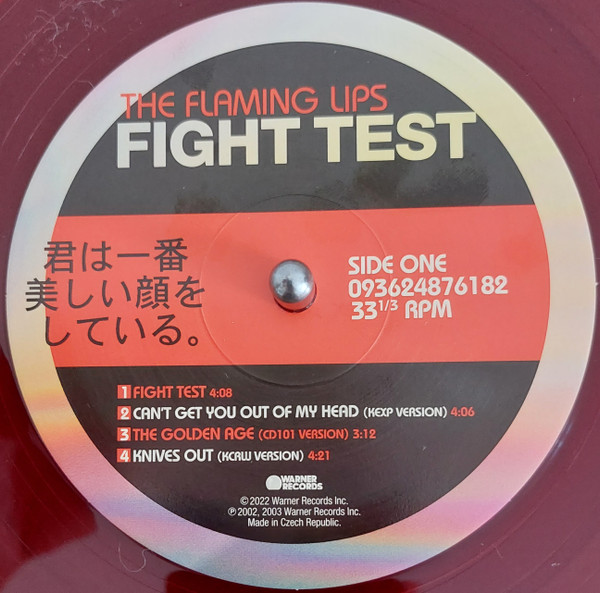 THE FLAMING LIPS
FIGHT TEST
君は一番
美しい顔を
している。
SIDE ONE
093624876182
33 1/3 RPM
1 FIGHT TEST 4:08
2 CAN'T GET YOU OUT OF MY HEAD (KEXP VERSION) 4:06
3 THE GOLDEN AGE (CD101 VERSION) 3:12
4 KNIVES OUT (KCRW VERSION) 4:21
WARNER
RECORDS
© 2022 Warner Records Inc.
℗ 2002, 2003 Warner Records Inc.
Made in Czech Republic.